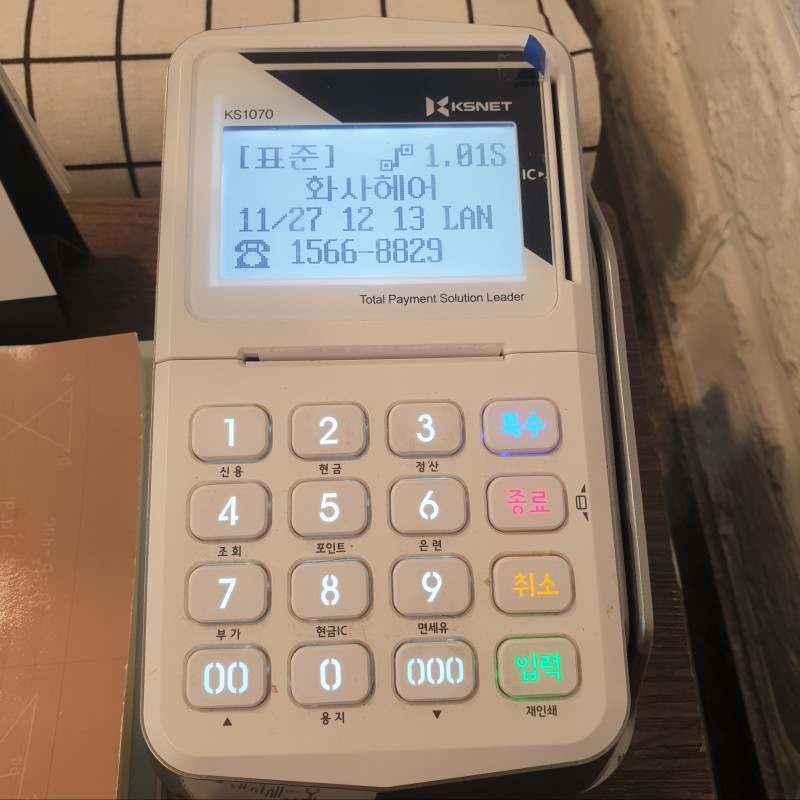 KS1070
KSNET
[표준] 1.01S
IC
화사헤어
11/27 12 13 LAN
1566-8829
Total Payment Solution Leader
1 2 3 특수
신용 현금 정산
4 5 6 종료
조회 포인트 은련
7 8 9 취소
부가 현금IC 면세유
00 0 000 입력
▲ 용지 ▼ 재인쇄